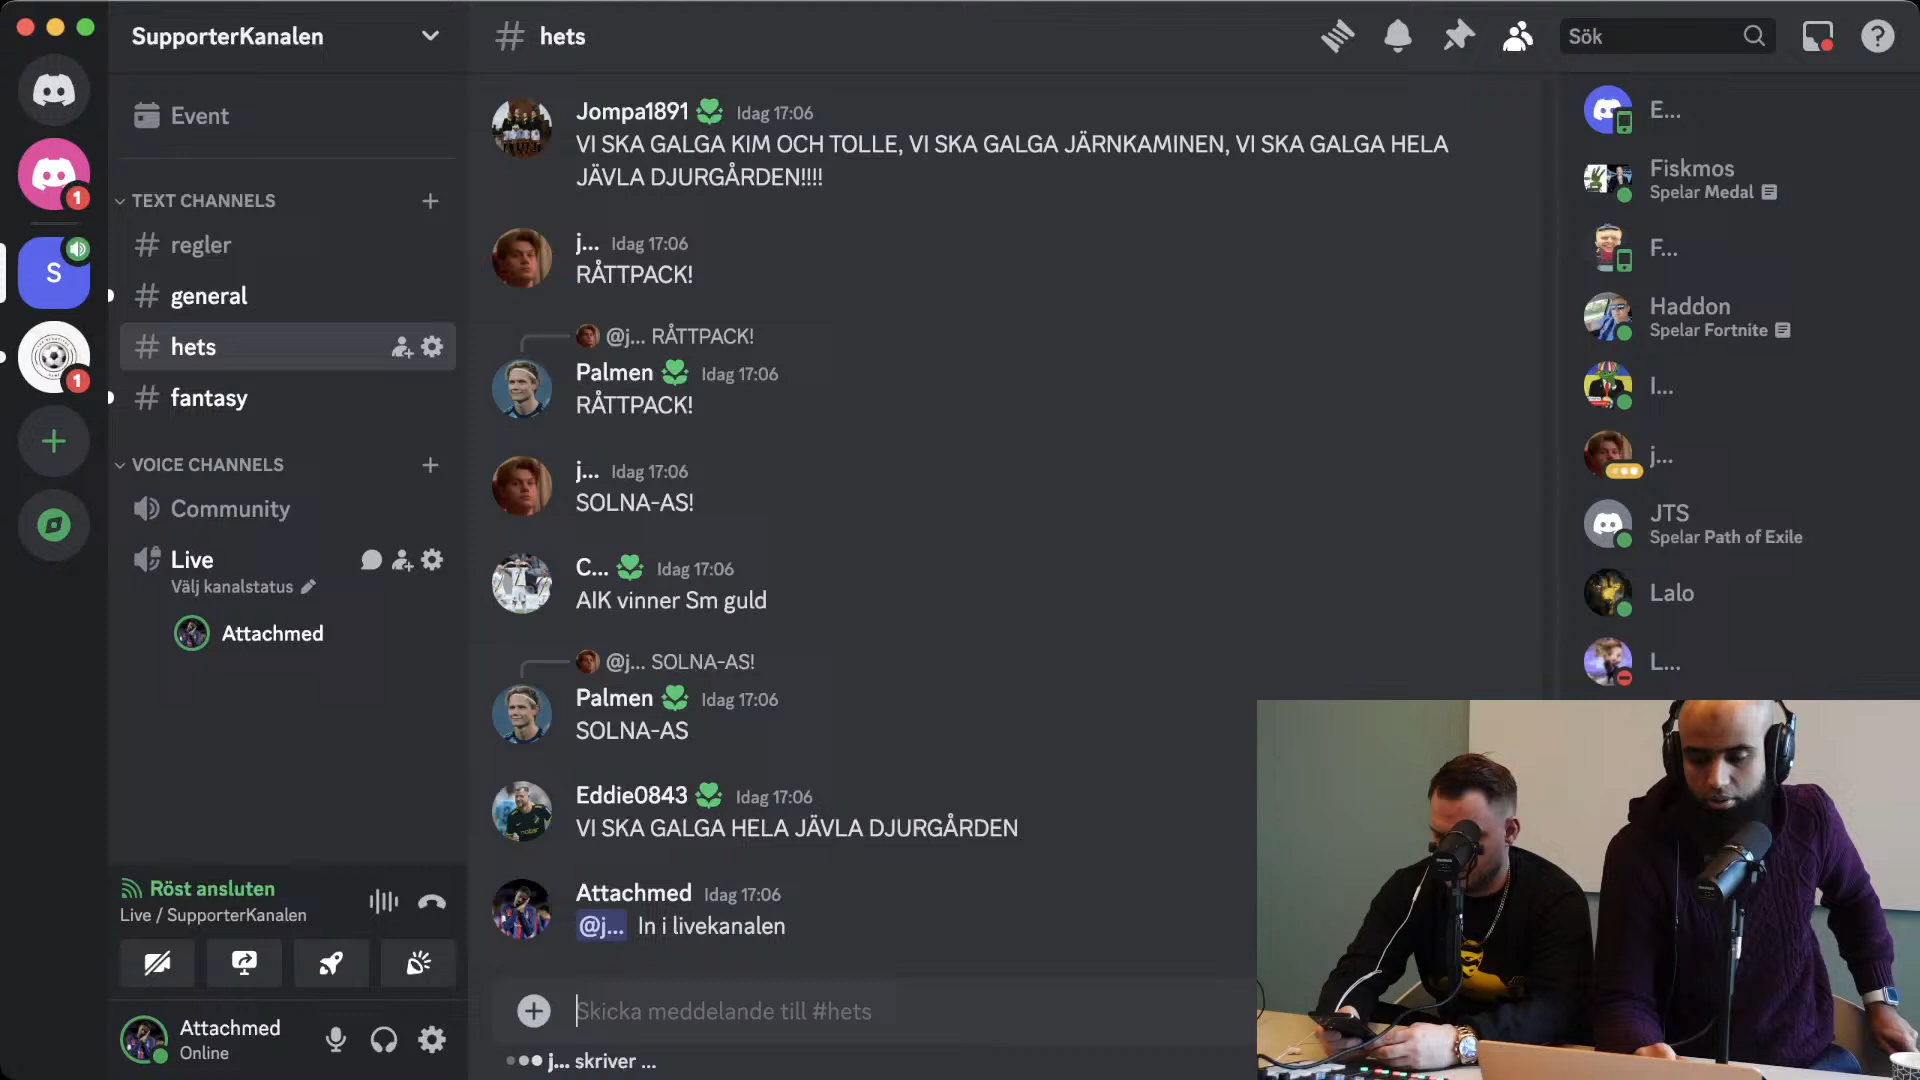 SupporterKanalen
Event
TEXT CHANNELS
regler
general
hets
fantasy
VOICE CHANNELS
Community
Live
Välj kanalstatus
Attachmed
Röst ansluten
Live / SupporterKanalen
Attachmed
Online
1
S
1
# hets
Sök
Jompa1891 Idag 17:06
VI SKA GALGA KIM OCH TOLLE, VI SKA GALGA JÄRNKAMINEN, VI SKA GALGA HELA
JÄVLA DJURGÅRDEN!!!!
j... Idag 17:06
RÅTTPACK!
@j... RÅTTPACK!
Palmen Idag 17:06
RÅTTPACK!
j... Idag 17:06
SOLNA-AS!
C... Idag 17:06
AIK vinner Sm guld
@j... SOLNA-AS!
Palmen Idag 17:06
SOLNA-AS
Eddie0843 Idag 17:06
VI SKA GALGA HELA JÄVLA DJURGÅRDEN
Attachmed Idag 17:06
@j... In i livekanalen
Skicka meddelande till #hets
j... skriver ...
E...
Fiskmos
Spelar Medal
F...
Haddon
Spelar Fortnite
I...
j...
JTS
Spelar Path of Exile
Lalo
L...